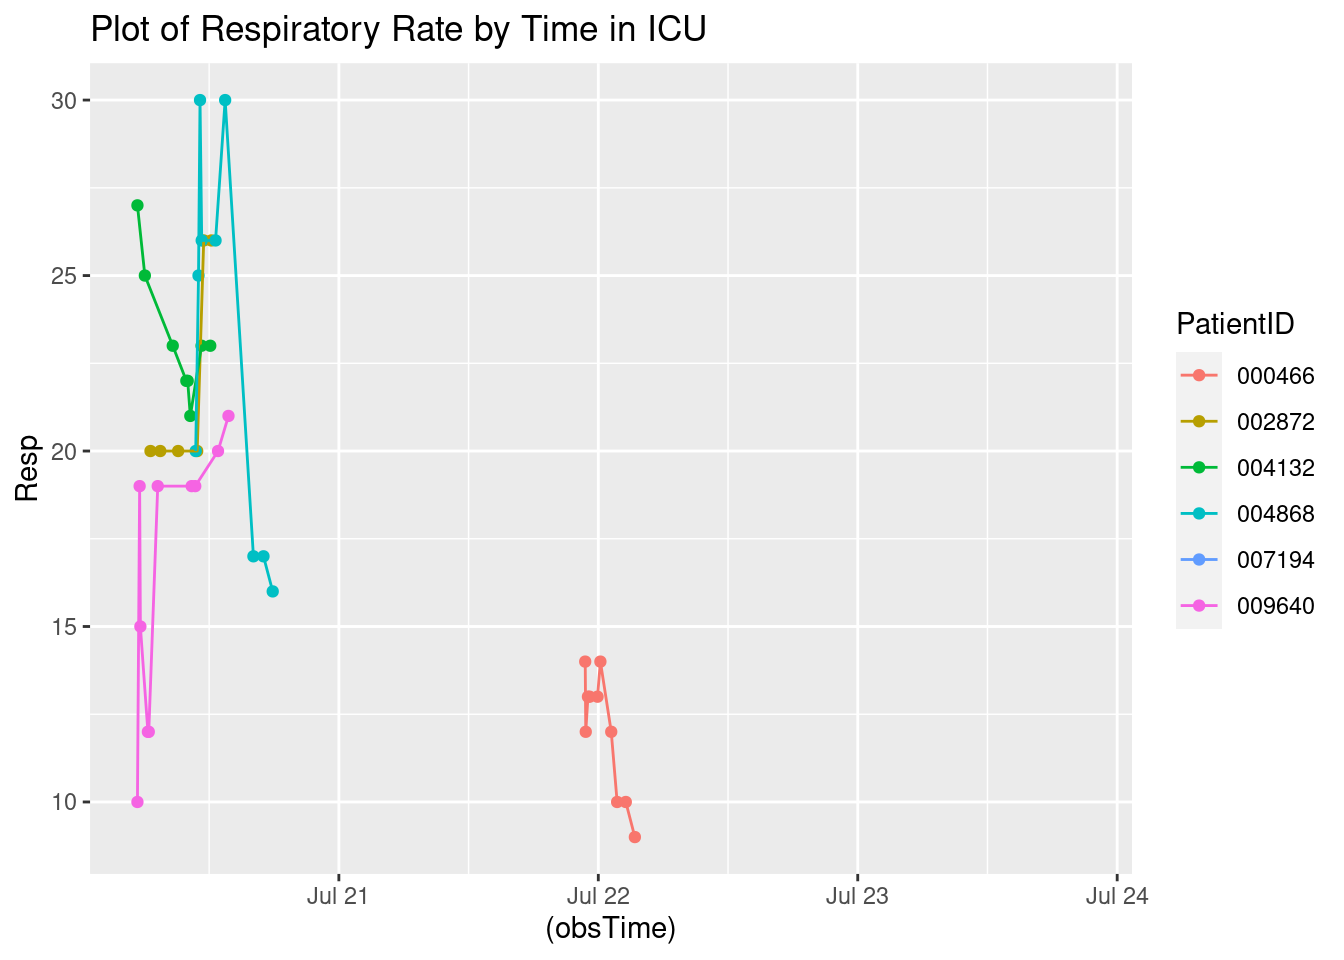 Plot of Respiratory Rate by Time in ICU
30
25
20
15
10
Resp
Jul 21
Jul 22
Jul 23
Jul 24
(obsTime)
PatientID
000466
002872
004132
004868
007194
009640